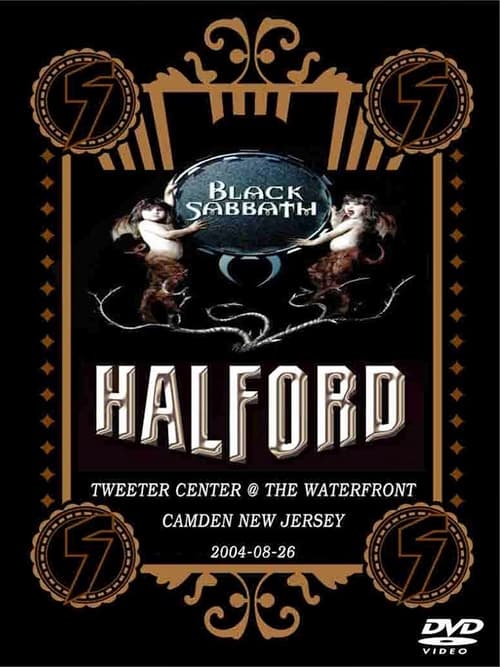 BLACK
SABBATH
HALFORD
TWEETER CENTER @ THE WATERFRONT
CAMDEN NEW JERSEY
2004-08-26
DVD
VIDEO